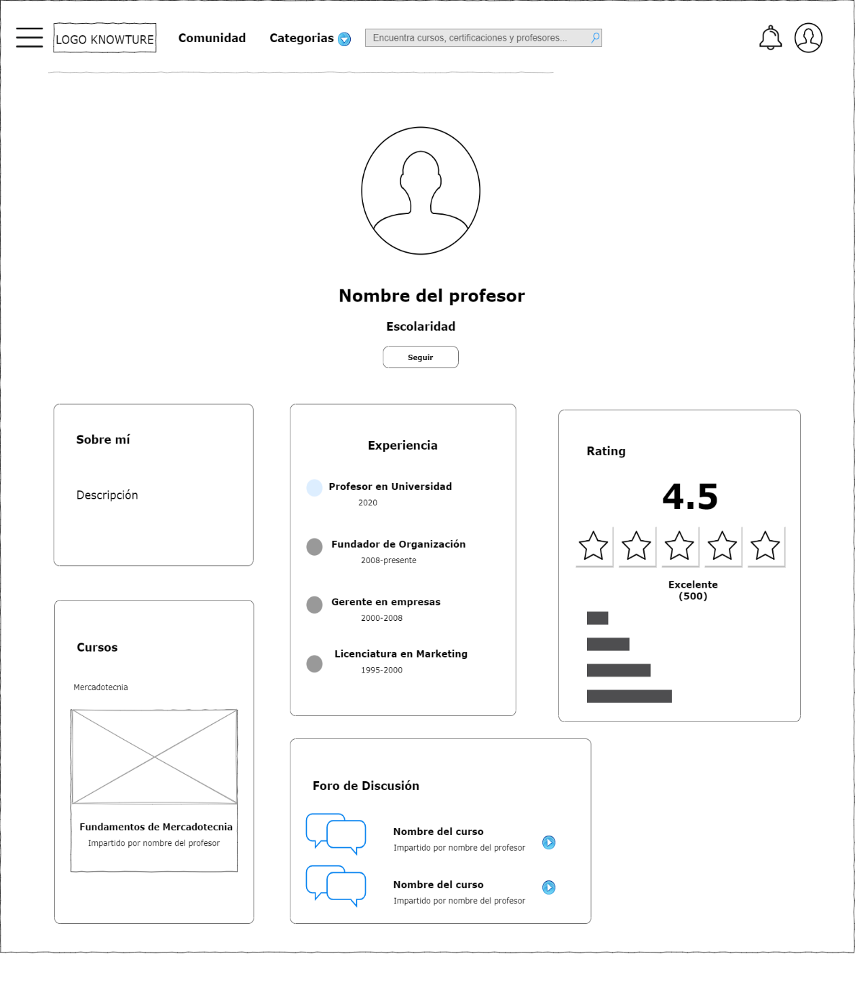 LOGO KNOWTURE
Comunidad
Categorias
Encuentra cursos, certificaciones y profesores...
Nombre del profesor
Escolaridad
Seguir
Sobre mí
Descripción
Experiencia
Profesor en Universidad
2020
Fundador de Organización
2008-presente
Gerente en empresas
2000-2008
Licenciatura en Marketing
1995-2000
Rating
4.5
Excelente
(500)
Cursos
Mercadotecnia
Fundamentos de Mercadotecnia
Impartido por nombre del profesor
Foro de Discusión
Nombre del curso
Impartido por nombre del profesor
Nombre del curso
Impartido por nombre del profesor